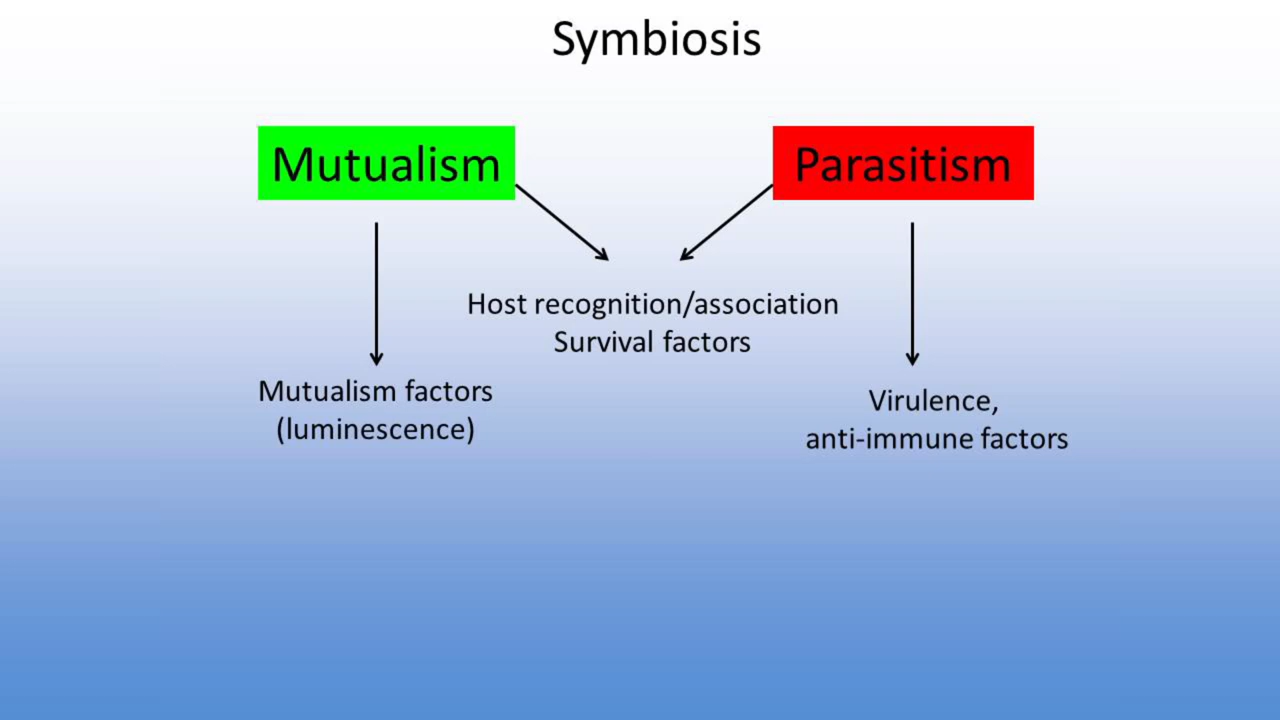 Symbiosis
Mutualism
Parasitism
Host recognition/association
Survival factors
Mutualism factors
(luminescence)
Virulence,
anti-immune factors